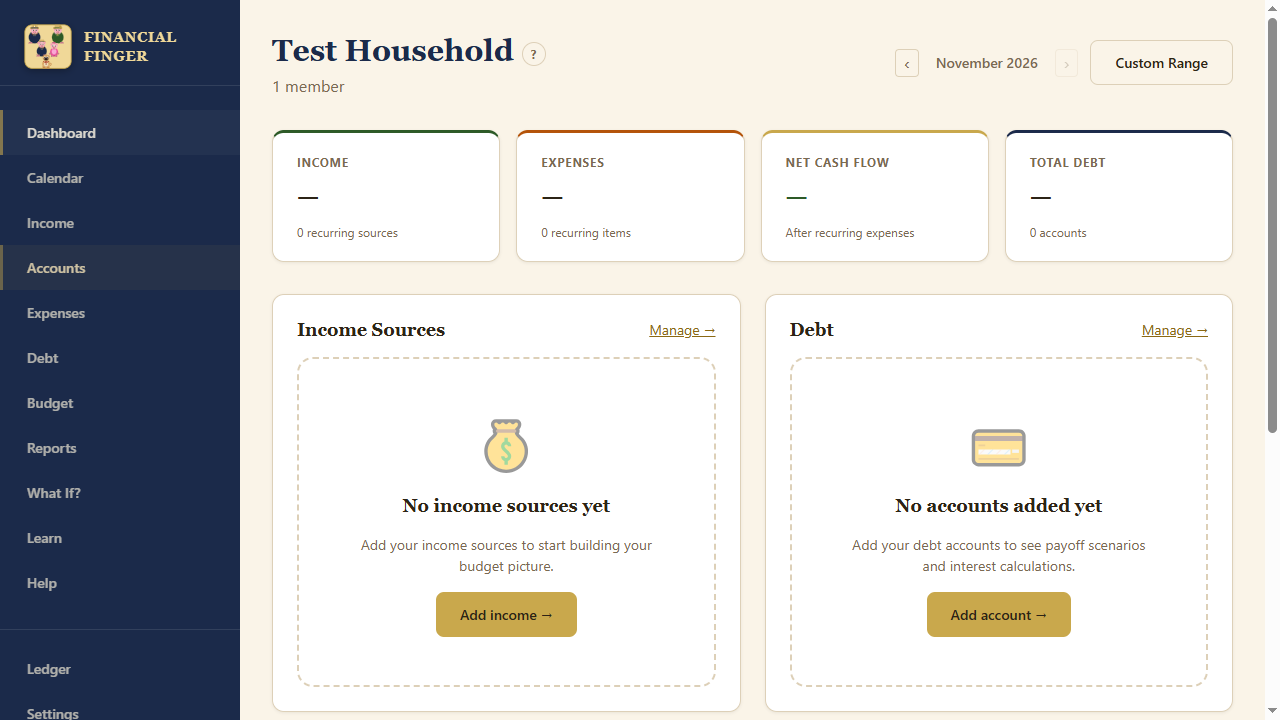 FINANCIAL
FINGER
Dashboard
Calendar
Income
Accounts
Expenses
Debt
Budget
Reports
What If?
Learn
Help
Ledger
Settings
Test Household ?
1 member
‹ November 2026 › Custom Range
INCOME
—
0 recurring sources
EXPENSES
—
0 recurring items
NET CASH FLOW
—
After recurring expenses
TOTAL DEBT
—
0 accounts
Income Sources
Manage →
No income sources yet
Add your income sources to start building your
budget picture.
Add income →
Debt
Manage →
No accounts added yet
Add your debt accounts to see payoff scenarios
and interest calculations.
Add account →